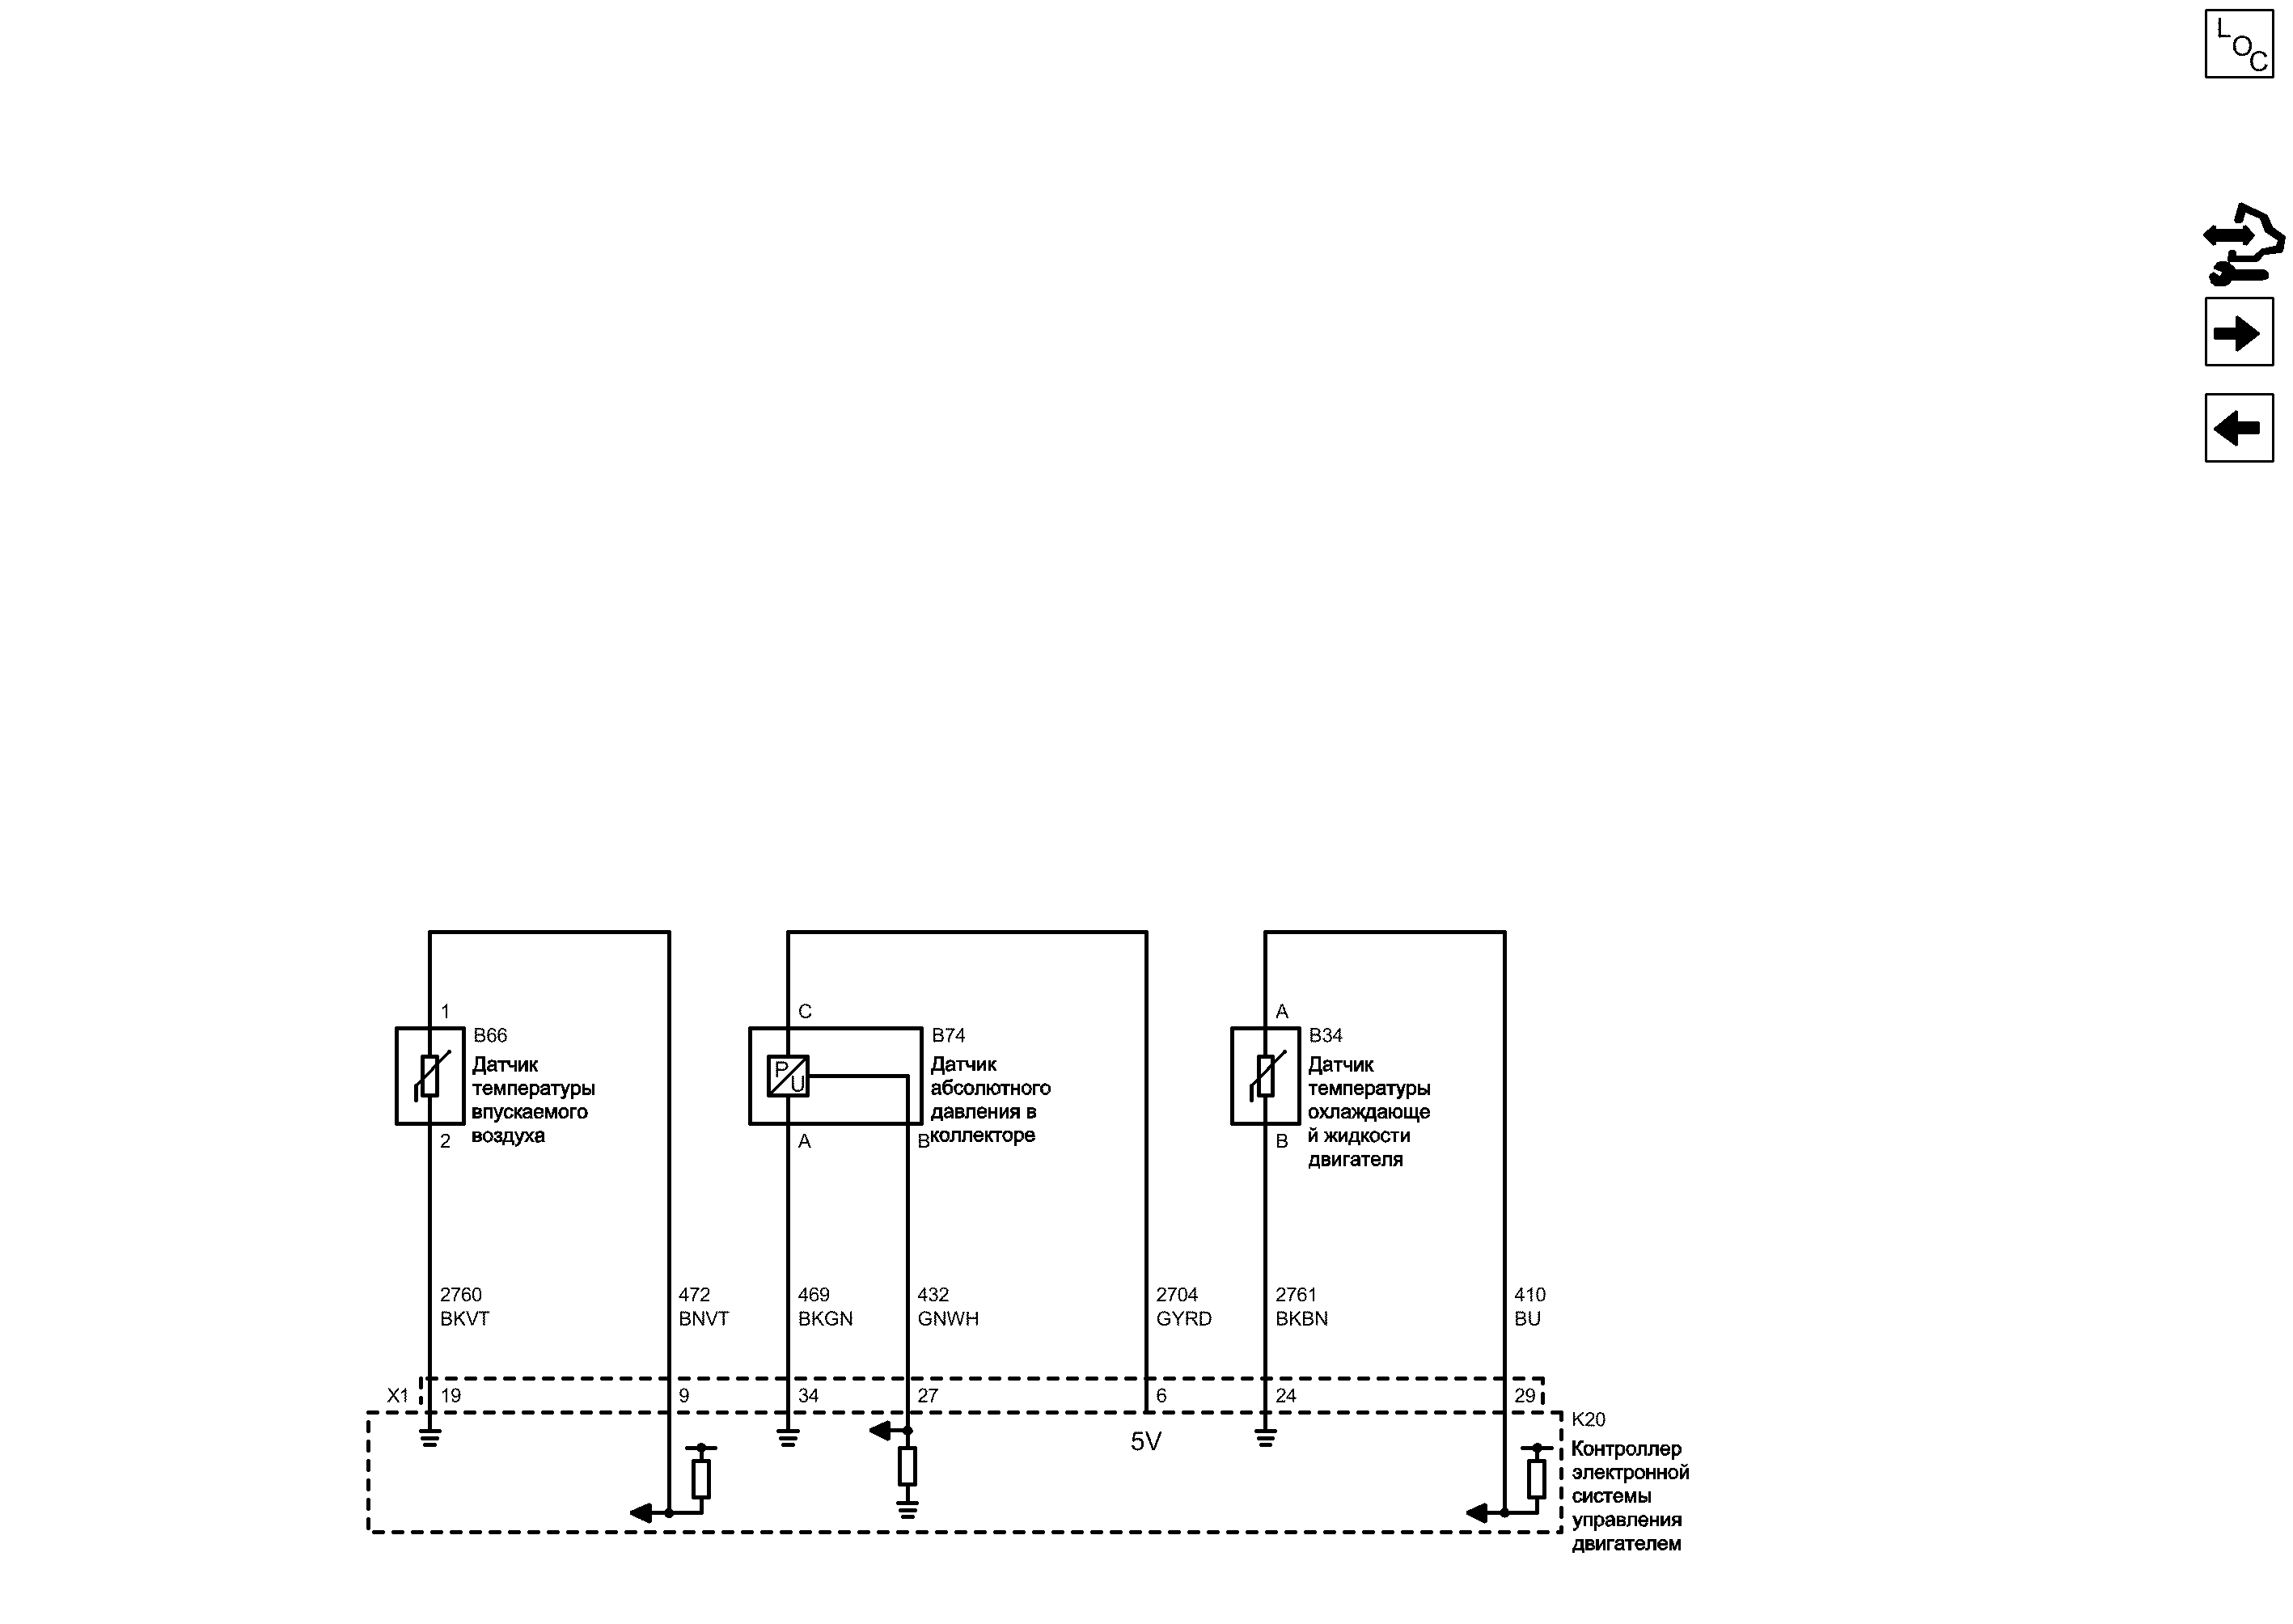 LOC
1
B66
Датчик
температуры
впускаемого
воздуха
2
C
P
U
B74
Датчик
абсолютного
давления в
коллекторе
A
B
A
B34
Датчик
температуры
охлаждающе
й жидкости
двигателя
B
2760
BKVT
472
BNVT
469
BKGN
432
GNWH
2704
GYRD
2761
BKBN
410
BU
X1 19 9 34 27 6 24 29
5V
K20
Контроллер
электронной
системы
управления
двигателем